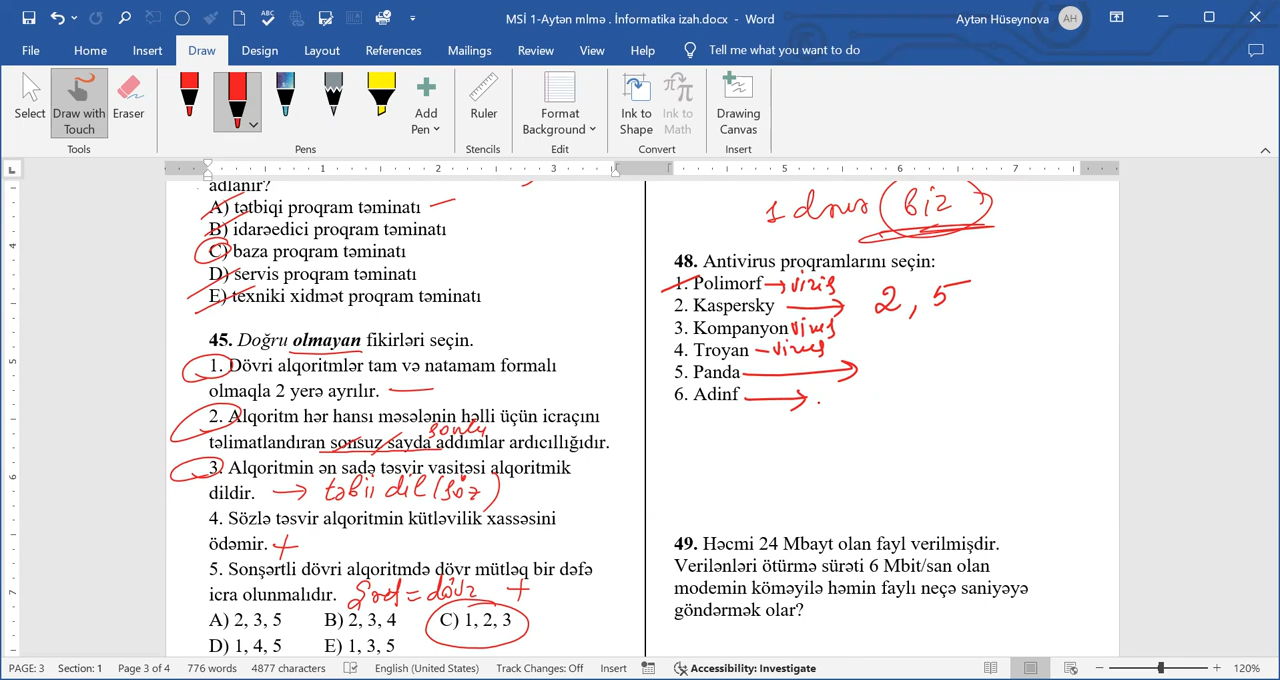 MSİ 1-Aytən mlmə . İnformatika izah.docx - Word
Aytən Hüseynova AH
File Home Insert Draw Design Layout References Mailings Review View Help Tell me what you want to do
Select
Draw with Touch
Eraser
Add Pen
Ruler
Format Background
Ink to Shape
Ink to Math
Drawing Canvas
Tools Pens Stencils Edit Convert Insert
1 2 3 5 6 7
adlanır?
A) tətbiqi proqram təminatı
B) idarəedici proqram təminatı
C) baza proqram təminatı
D) servis proqram təminatı
E) texniki xidmət proqram təminatı
45. Doğru olmayan fikirləri seçin.
1. Dövri alqoritmlər tam və natamam formalı
olmaqla 2 yerə ayrılır.
2. Alqoritm hər hansı məsələnin həlli üçün icraçını
sonlu
təlimatlandıran sonsuz sayda addımlar ardıcıllığıdır.
3. Alqoritmin ən sadə təsvir vasitəsi alqoritmik
dildir. → təbii dil (söz)
4. Sözlə təsvir alqoritmin kütləvilik xassəsini
ödəmir. +
5. Sonşərtli dövri alqoritmdə dövr mütləq bir dəfə
icra olunmalıdır. = dövr +
A) 2, 3, 5 B) 2, 3, 4 C) 1, 2, 3
D) 1, 4, 5 E) 1, 3, 5
1 (biz)
48. Antivirus proqramlarını seçin:
1. Polimorf → virus
2. Kaspersky → 2, 5
3. Kompanyon virus
4. Troyan – virus
5. Panda →
6. Adinf →
49. Həcmi 24 Mbayt olan fayl verilmişdir.
Verilənləri ötürmə sürəti 6 Mbit/san olan
modemin köməyilə həmin faylı neçə saniyəyə
göndərmək olar?
PAGE: 3 Section: 1 Page 3 of 4 776 words 4877 characters English (United States) Track Changes: Off Insert Accessibility: Investigate 120%